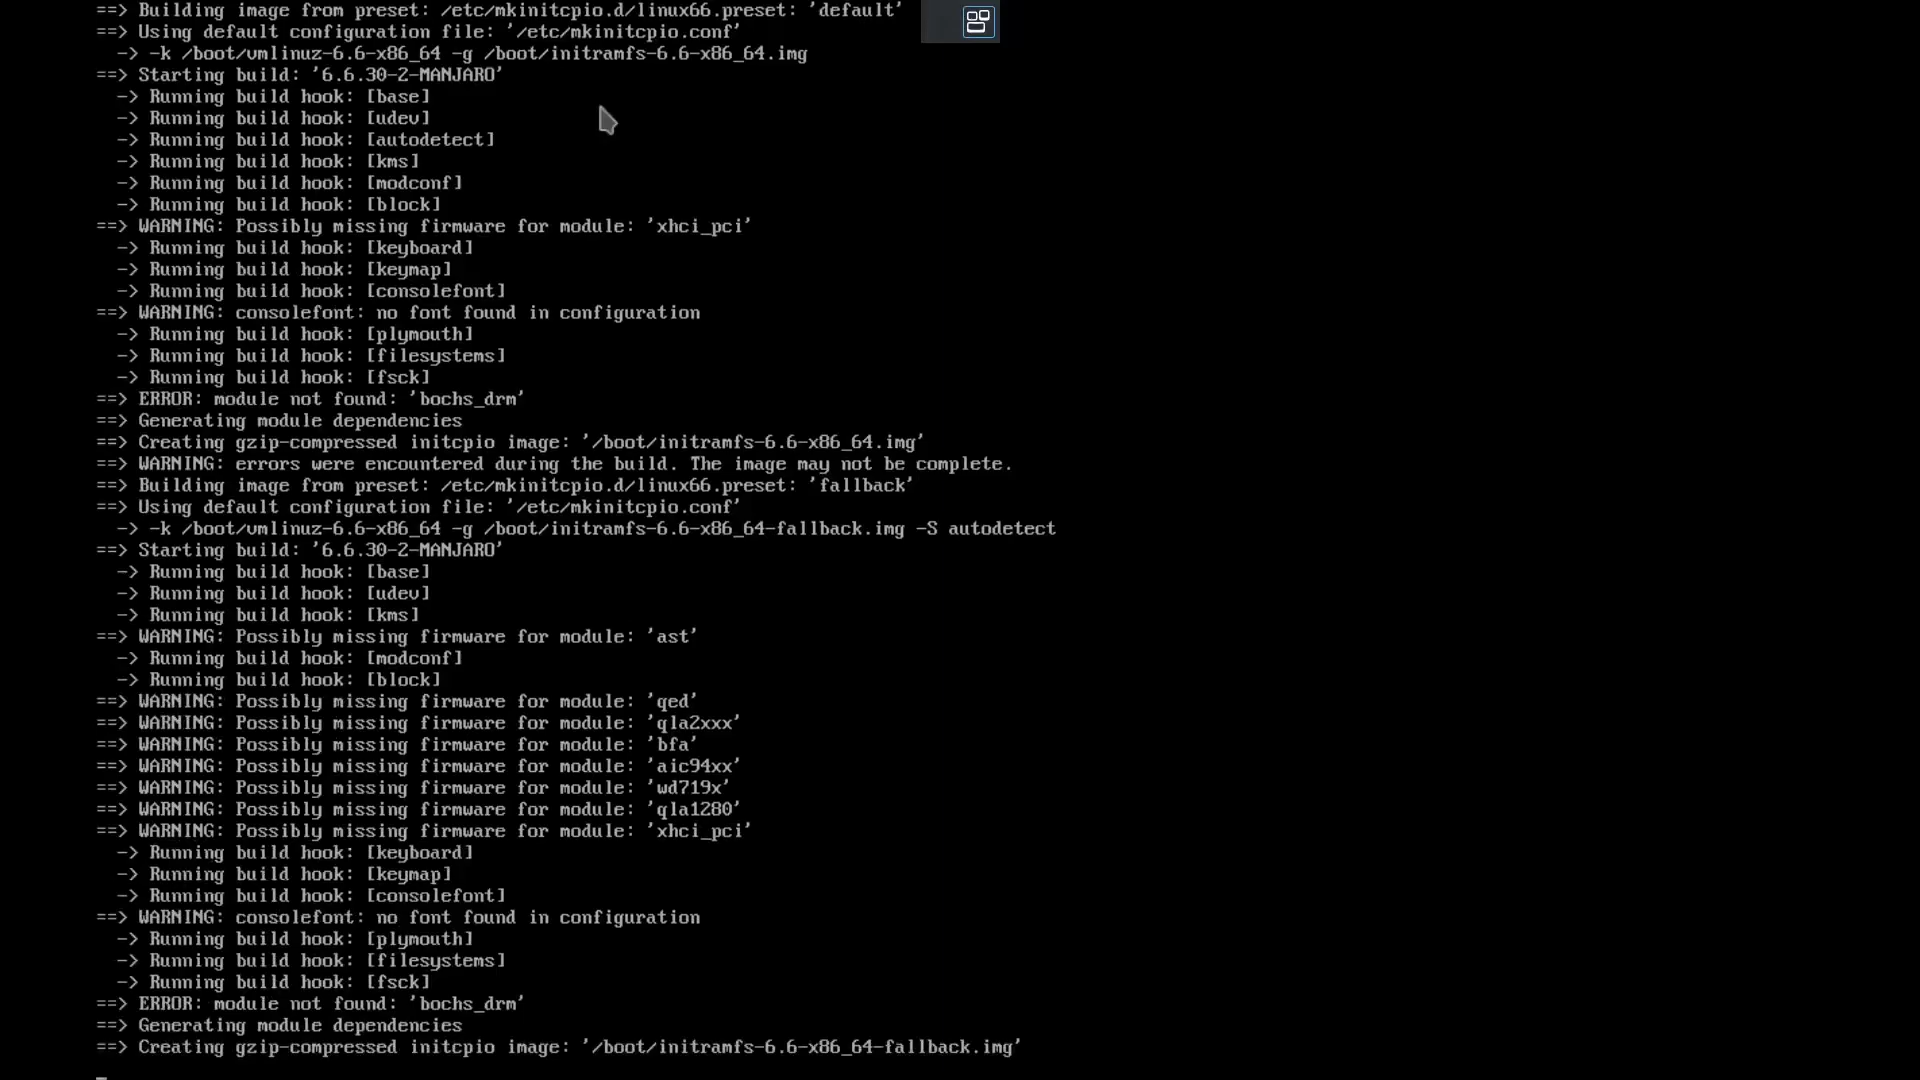 ==> Building image from preset: /etc/mkinitcpio.d/linux66.preset: 'default'
==> Using default configuration file: '/etc/mkinitcpio.conf'
  -> -k /boot/vmlinuz-6.6-x86_64 -g /boot/initramfs-6.6-x86_64.img
==> Starting build: '6.6.30-2-MANJARO'
  -> Running build hook: [base]
  -> Running build hook: [udev]
  -> Running build hook: [autodetect]
  -> Running build hook: [kms]
  -> Running build hook: [modconf]
  -> Running build hook: [block]
==> WARNING: Possibly missing firmware for module: 'xhci_pci'
  -> Running build hook: [keyboard]
  -> Running build hook: [keymap]
  -> Running build hook: [consolefont]
==> WARNING: consolefont: no font found in configuration
  -> Running build hook: [plymouth]
  -> Running build hook: [filesystems]
  -> Running build hook: [fsck]
==> ERROR: module not found: 'bochs_drm'
==> Generating module dependencies
==> Creating gzip-compressed initcpio image: '/boot/initramfs-6.6-x86_64.img'
==> WARNING: errors were encountered during the build. The image may not be complete.
==> Building image from preset: /etc/mkinitcpio.d/linux66.preset: 'fallback'
==> Using default configuration file: '/etc/mkinitcpio.conf'
  -> -k /boot/vmlinuz-6.6-x86_64 -g /boot/initramfs-6.6-x86_64-fallback.img -S autodetect
==> Starting build: '6.6.30-2-MANJARO'
  -> Running build hook: [base]
  -> Running build hook: [udev]
  -> Running build hook: [kms]
==> WARNING: Possibly missing firmware for module: 'ast'
  -> Running build hook: [modconf]
  -> Running build hook: [block]
==> WARNING: Possibly missing firmware for module: 'qed'
==> WARNING: Possibly missing firmware for module: 'qla2xxx'
==> WARNING: Possibly missing firmware for module: 'bfa'
==> WARNING: Possibly missing firmware for module: 'aic94xx'
==> WARNING: Possibly missing firmware for module: 'wd719x'
==> WARNING: Possibly missing firmware for module: 'qla1280'
==> WARNING: Possibly missing firmware for module: 'xhci_pci'
  -> Running build hook: [keyboard]
  -> Running build hook: [keymap]
  -> Running build hook: [consolefont]
==> WARNING: consolefont: no font found in configuration
  -> Running build hook: [plymouth]
  -> Running build hook: [filesystems]
  -> Running build hook: [fsck]
==> ERROR: module not found: 'bochs_drm'
==> Generating module dependencies
==> Creating gzip-compressed initcpio image: '/boot/initramfs-6.6-x86_64-fallback.img'